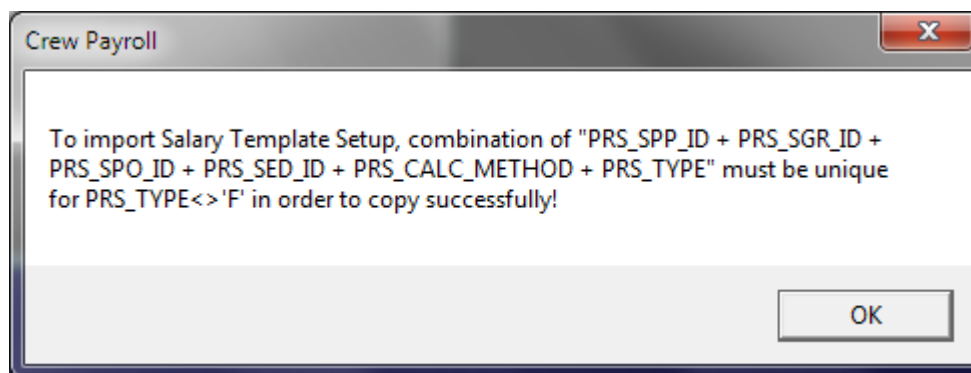 Crew Payroll
To import Salary Template Setup, combination of "PRS_SPP_ID + PRS_SGR_ID +
PRS_SPO_ID + PRS_SED_ID + PRS_CALC_METHOD + PRS_TYPE" must be unique
for PRS_TYPE<>'F' in order to copy successfully!
OK